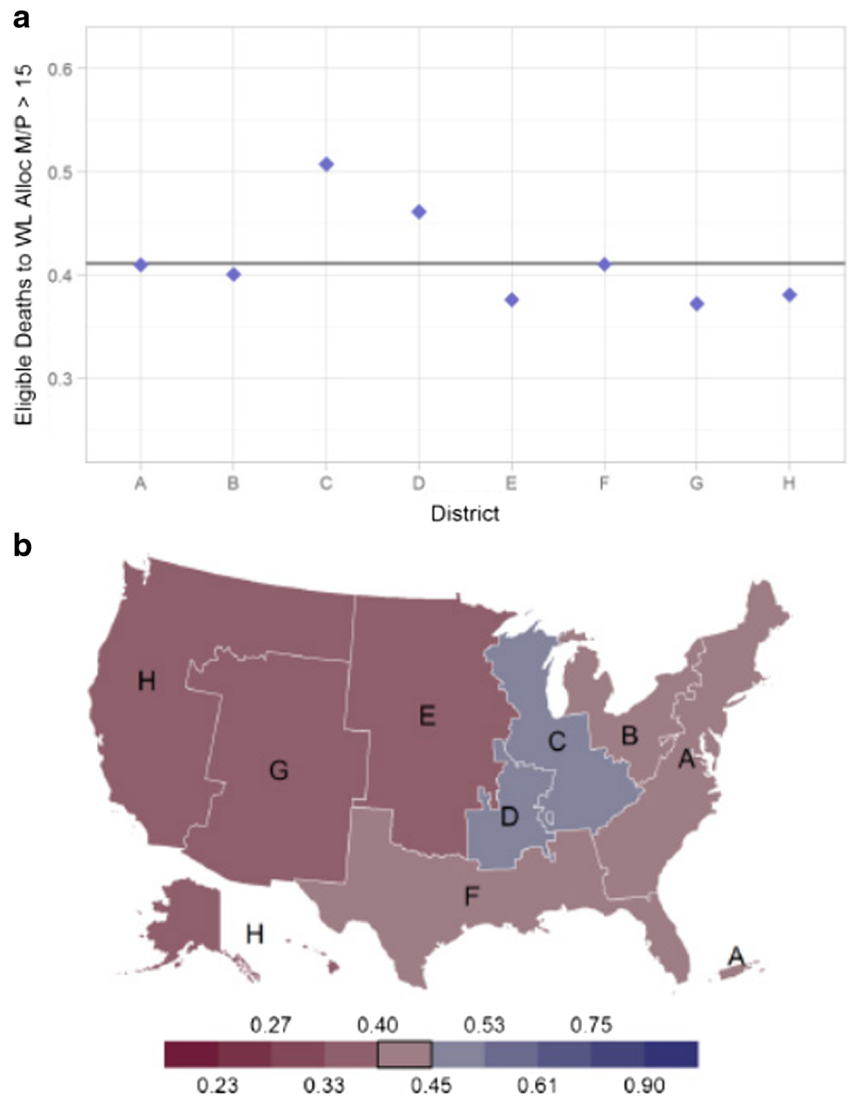 a
Eligible Deaths to WL Alloc M/P > 15
0.6
0.5
0.4
0.3
A B C D E F G H
District
b
H
E
G
C
B
A
D
F
H
A
0.27 0.40 0.53 0.75
0.23 0.33 0.45 0.61 0.90